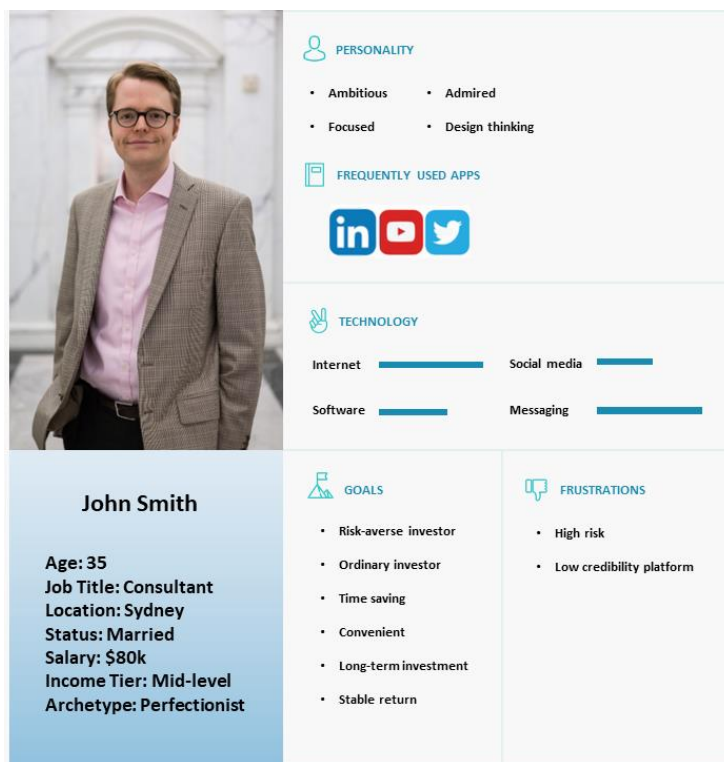 PERSONALITY
• Ambitious • Admired
• Focused • Design thinking
FREQUENTLY USED APPS
in
TECHNOLOGY
Internet Social media
Software Messaging
John Smith
Age: 35
Job Title: Consultant
Location: Sydney
Status: Married
Salary: $80k
Income Tier: Mid-level
Archetype: Perfectionist
GOALS
• Risk-averse investor
• Ordinary investor
• Time saving
• Convenient
• Long-term investment
• Stable return
FRUSTRATIONS
• High risk
• Low credibility platform